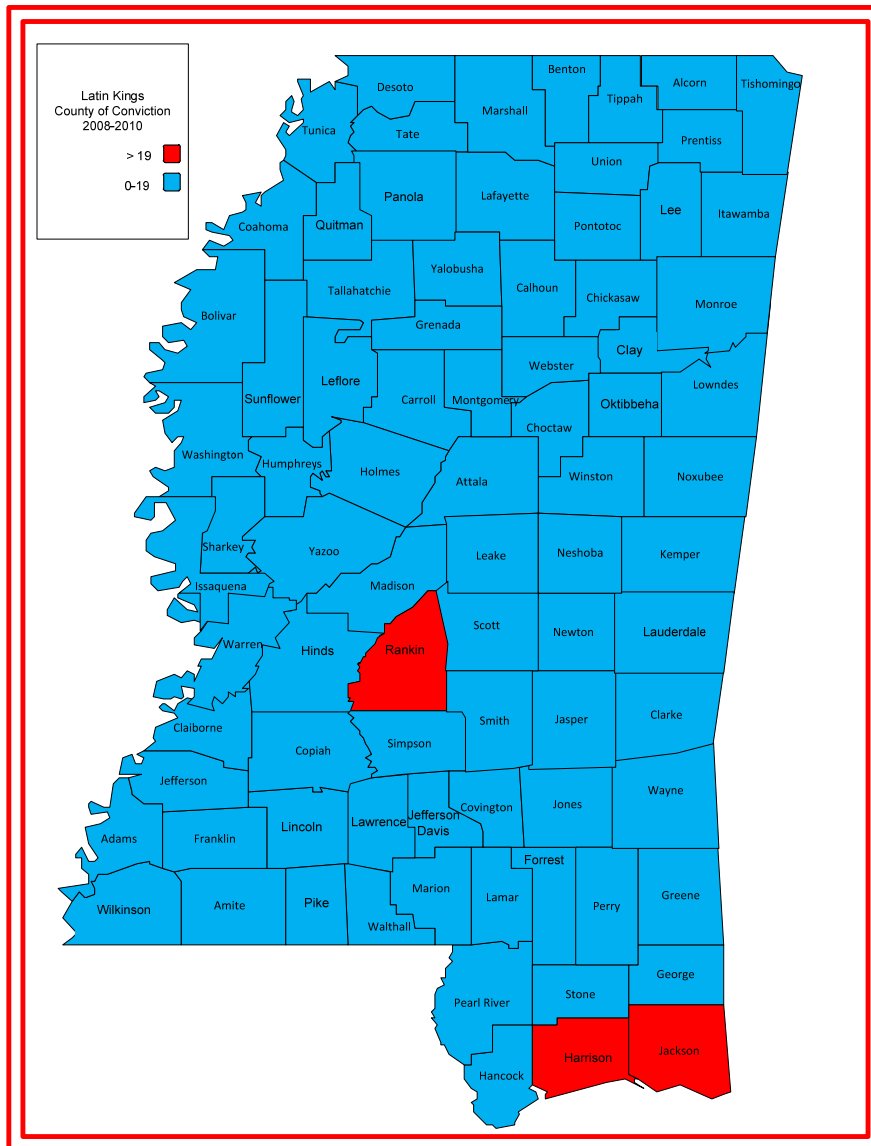 Latin Kings
County of Conviction
2008-2010
> 19
0-19
Desoto
Benton
Marshall
Tippah
Alcorn
Tishomingo
Tunica
Tate
Prentiss
Union
Panola
Lafayette
Coahoma
Quitman
Pontotoc
Lee
Itawamba
Tallahatchie
Yalobusha
Calhoun
Chickasaw
Monroe
Bolivar
Grenada
Sunflower
Leflore
Carroll
Montgomery
Webster
Clay
Lowndes
Choctaw
Oktibbeha
Washington
Humphreys
Holmes
Attala
Winston
Noxubee
Sharkey
Yazoo
Leake
Neshoba
Kemper
Issaquena
Madison
Warren
Hinds
Rankin
Scott
Newton
Lauderdale
Claiborne
Copiah
Simpson
Smith
Jasper
Clarke
Jefferson
Adams
Franklin
Lincoln
Lawrence
Jefferson
Davis
Covington
Jones
Wayne
Wilkinson
Amite
Pike
Walthall
Marion
Lamar
Forrest
Perry
Greene
Pearl River
Stone
George
Hancock
Harrison
Jackson